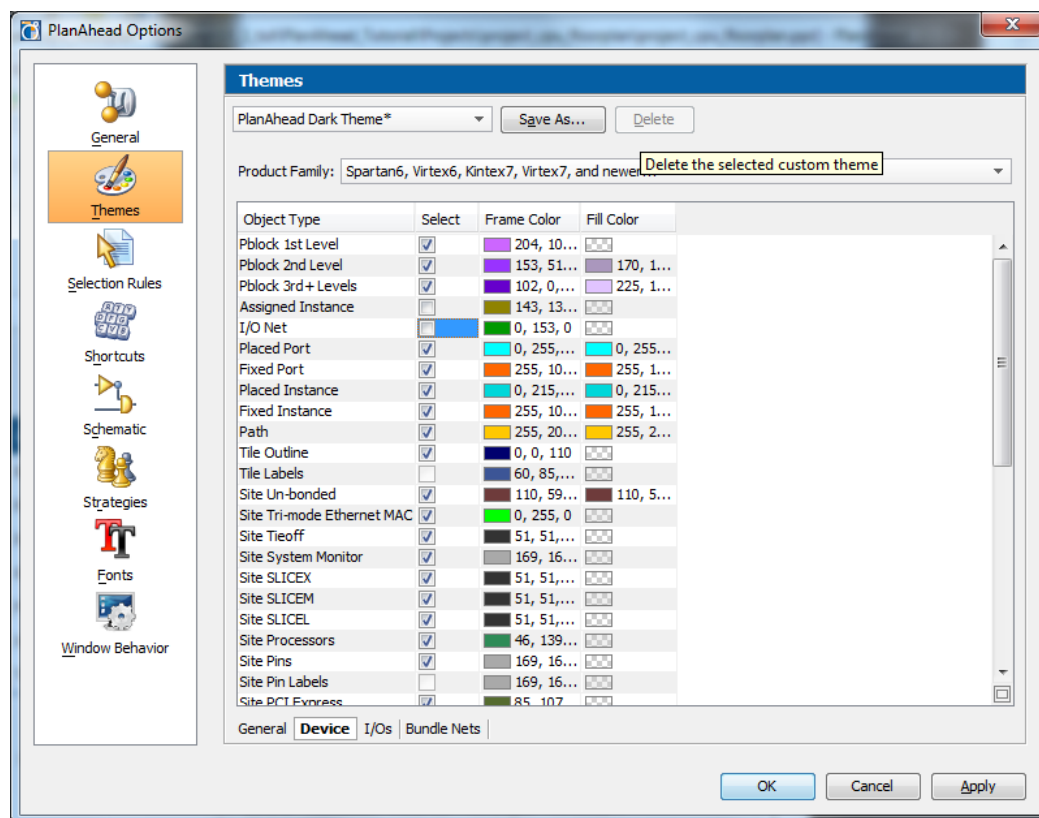 PlanAhead Options
General
Themes
Selection Rules
Shortcuts
Schematic
Strategies
Fonts
Window Behavior
Themes
PlanAhead Dark Theme* Save As... Delete
Delete the selected custom theme
Product Family: Spartan6, Virtex6, Kintex7, Virtex7, and newer
Object Type Select Frame Color Fill Color
Pblock 1st Level 204, 10...
Pblock 2nd Level 153, 51... 170, 1...
Pblock 3rd+ Levels 102, 0,... 225, 1...
Assigned Instance 143, 13...
I/O Net 0, 153, 0
Placed Port 0, 255,... 0, 255...
Fixed Port 255, 10... 255, 1...
Placed Instance 0, 215,... 0, 215...
Fixed Instance 255, 10... 255, 1...
Path 255, 20... 255, 2...
Tile Outline 0, 0, 110
Tile Labels 60, 85,...
Site Un-bonded 110, 59... 110, 5...
Site Tri-mode Ethernet MAC 0, 255, 0
Site Tieoff 51, 51,...
Site System Monitor 169, 16...
Site SLICEX 51, 51,...
Site SLICEM 51, 51,...
Site SLICEL 51, 51,...
Site Processors 46, 139...
Site Pins 169, 16...
Site Pin Labels 169, 16...
Site PCI Express 85, 107
General Device I/Os Bundle Nets
OK Cancel Apply